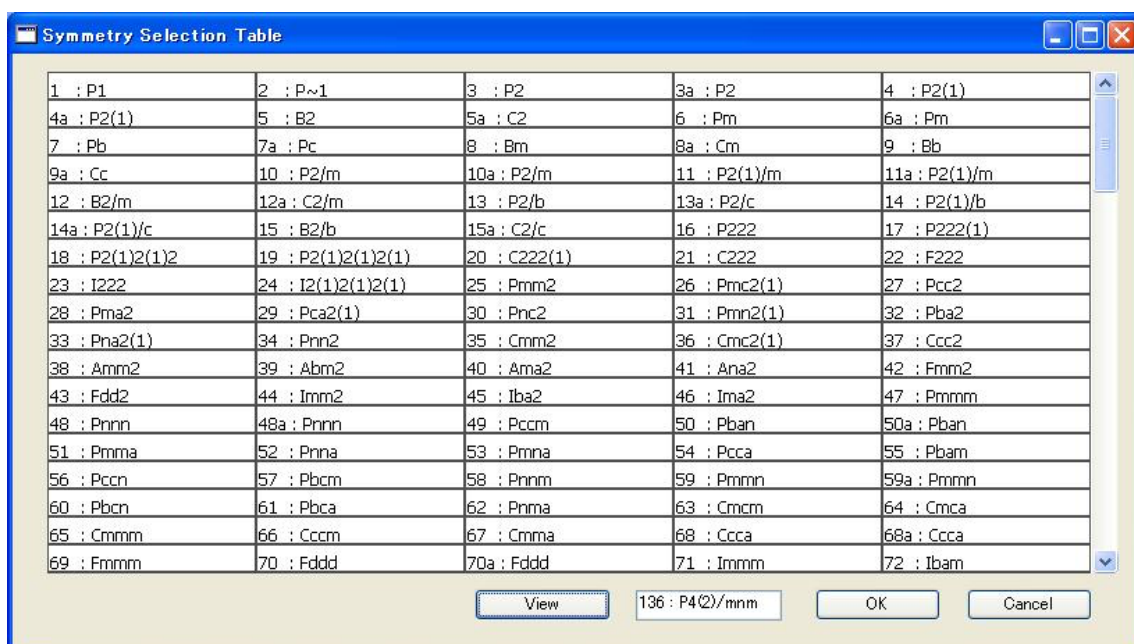 Symmetry Selection Table
1 : P1 2 : P~1 3 : P2 3a : P2 4 : P2(1)
4a : P2(1) 5 : B2 5a : C2 6 : Pm 6a : Pm
7 : Pb 7a : Pc 8 : Bm 8a : Cm 9 : Bb
9a : Cc 10 : P2/m 10a : P2/m 11 : P2(1)/m 11a : P2(1)/m
12 : B2/m 12a : C2/m 13 : P2/b 13a : P2/c 14 : P2(1)/b
14a : P2(1)/c 15 : B2/b 15a : C2/c 16 : P222 17 : P222(1)
18 : P2(1)2(1)2 19 : P2(1)2(1)2(1) 20 : C222(1) 21 : C222 22 : F222
23 : I222 24 : I2(1)2(1)2(1) 25 : Pmm2 26 : Pmc2(1) 27 : Pcc2
28 : Pma2 29 : Pca2(1) 30 : Pnc2 31 : Pmn2(1) 32 : Pba2
33 : Pna2(1) 34 : Pnn2 35 : Cmm2 36 : Cmc2(1) 37 : Ccc2
38 : Amm2 39 : Abm2 40 : Ama2 41 : Ana2 42 : Fmm2
43 : Fdd2 44 : Imm2 45 : Iba2 46 : Ima2 47 : Pmmm
48 : Pnnn 48a : Pnnn 49 : Pccm 50 : Pban 50a : Pban
51 : Pmma 52 : Pnna 53 : Pmna 54 : Pcca 55 : Pbam
56 : Pccn 57 : Pbcm 58 : Pnnm 59 : Pmmn 59a : Pmmn
60 : Pbcn 61 : Pbca 62 : Pnma 63 : Cmcm 64 : Cmca
65 : Cmmm 66 : Cccm 67 : Cmma 68 : Ccca 68a : Ccca
69 : Fmmm 70 : Fddd 70a : Fddd 71 : Immm 72 : Ibam
View 136 : P4(2)/mnm OK Cancel